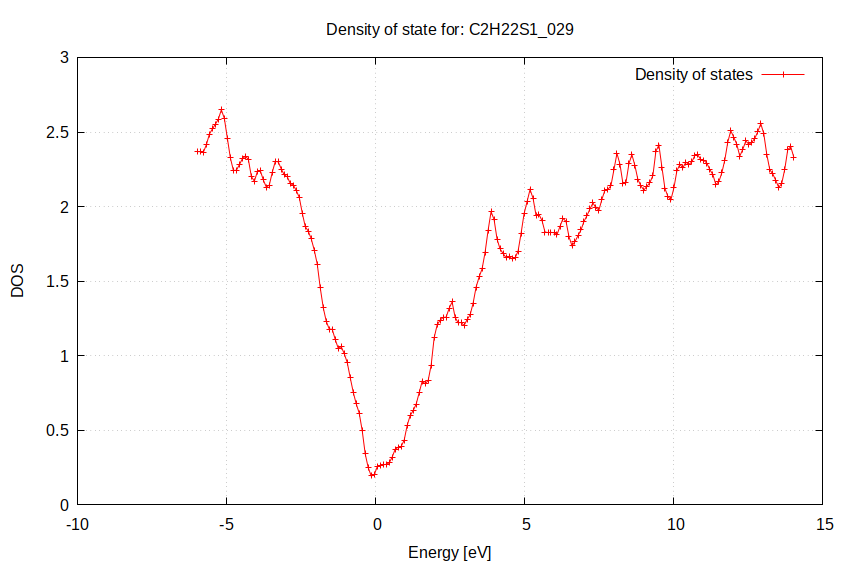 Density of state for: C2H22S1_029
Density of states
3
2.5
2
1.5
1
0.5
0
DOS
-10 -5 0 5 10 15
Energy [eV]